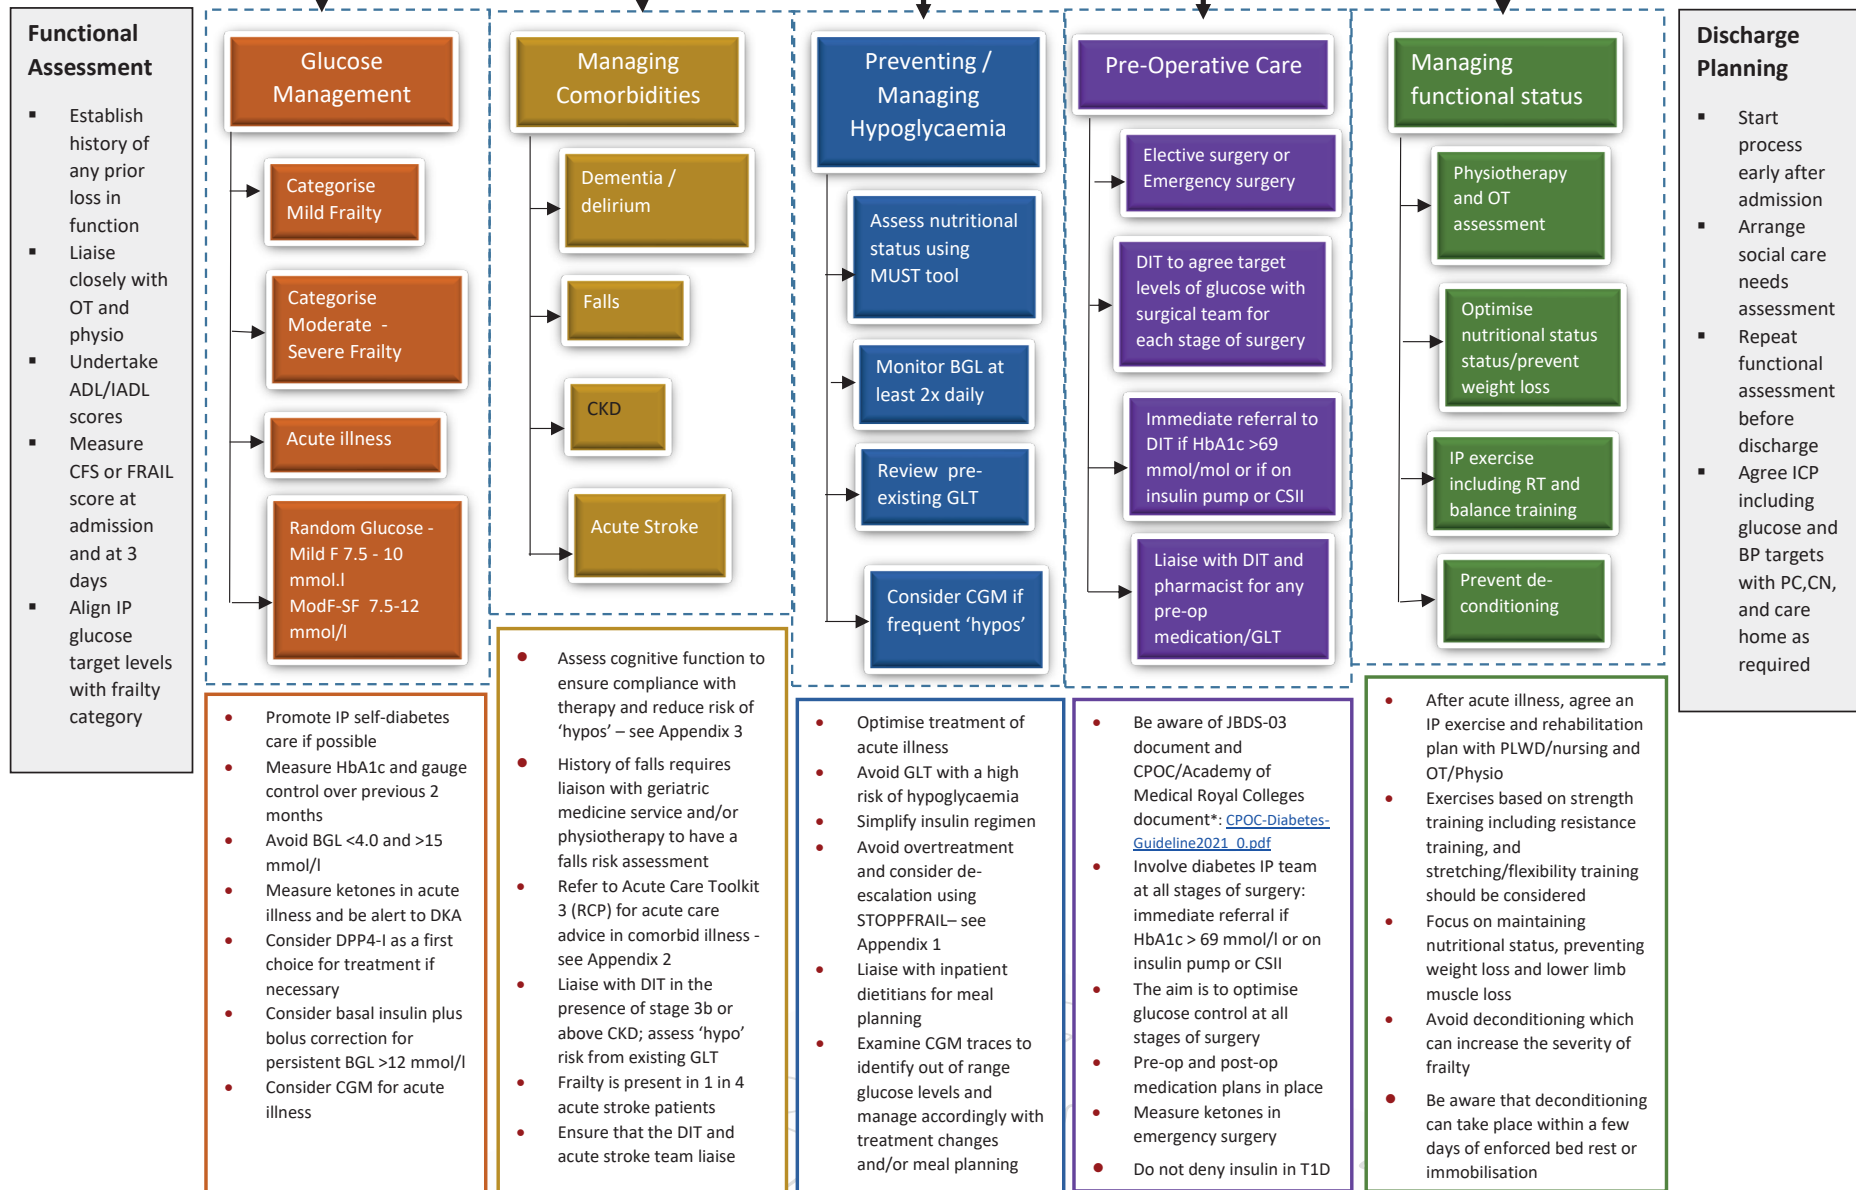 Functional
Assessment
▪ Establish
history of
any prior
loss in
function
▪ Liaise
closely with
OT and
physio
▪ Undertake
ADL/IADL
scores
▪ Measure
CFS or FRAIL
score at
admission
and at 3
days
▪ Align IP
glucose
target levels
with frailty
category
Glucose
Management
Categorise
Mild Frailty
Categorise
Moderate -
Severe Frailty
Acute illness
Random Glucose -
Mild F 7.5 - 10
mmol.l
ModF-SF 7.5-12
mmol/l
• Promote IP self-diabetes
care if possible
• Measure HbA1c and gauge
control over previous 2
months
• Avoid BGL <4.0 and >15
mmol/l
• Measure ketones in acute
illness and be alert to DKA
• Consider DPP4-I as a first
choice for treatment if
necessary
• Consider basal insulin plus
bolus correction for
persistent BGL >12 mmol/l
• Consider CGM for acute
illness
Managing
Comorbidities
Dementia /
delirium
Falls
CKD
Acute Stroke
• Assess cognitive function to
ensure compliance with
therapy and reduce risk of
‘hypos’ – see Appendix 3
• History of falls requires
liaison with geriatric
medicine service and/or
physiotherapy to have a
falls risk assessment
• Refer to Acute Care Toolkit
3 (RCP) for acute care
advice in comorbid illness -
see Appendix 2
• Liaise with DIT in the
presence of stage 3b or
above CKD; assess ‘hypo’
risk from existing GLT
• Frailty is present in 1 in 4
acute stroke patients
• Ensure that the DIT and
acute stroke team liaise
Preventing /
Managing
Hypoglycaemia
Assess nutritional
status using
MUST tool
Monitor BGL at
least 2x daily
Review pre-
existing GLT
Consider CGM if
frequent ‘hypos’
• Optimise treatment of
acute illness
• Avoid GLT with a high
risk of hypoglycaemia
• Simplify insulin regimen
• Avoid overtreatment
and consider de-
escalation using
STOPPFRAIL– see
Appendix 1
• Liaise with inpatient
dietitians for meal
planning
• Examine CGM traces to
identify out of range
glucose levels and
manage accordingly with
treatment changes
and/or meal planning
Pre-Operative Care
Elective surgery or
Emergency surgery
DIT to agree target
levels of glucose with
surgical team for
each stage of surgery
Immediate referral to
DIT if HbA1c >69
mmol/mol or if on
insulin pump or CSII
Liaise with DIT and
pharmacist for any
pre-op
medication/GLT
• Be aware of JBDS-03
document and
CPOC/Academy of
Medical Royal Colleges
document*: CPOC-Diabetes-
Guideline2021_0.pdf
• Involve diabetes IP team
at all stages of surgery:
immediate referral if
HbA1c > 69 mmol/l or on
insulin pump or CSII
• The aim is to optimise
glucose control at all
stages of surgery
• Pre-op and post-op
medication plans in place
• Measure ketones in
emergency surgery
• Do not deny insulin in T1D
Managing
functional status
Physiotherapy
and OT
assessment
Optimise
nutritional status
status/prevent
weight loss
IP exercise
including RT and
balance training
Prevent de-
conditioning
• After acute illness, agree an
IP exercise and rehabilitation
plan with PLWD/nursing and
OT/Physio
• Exercises based on strength
training including resistance
training, and
stretching/flexibility training
should be considered
• Focus on maintaining
nutritional status, preventing
weight loss and lower limb
muscle loss
• Avoid deconditioning which
can increase the severity of
frailty
• Be aware that deconditioning
can take place within a few
days of enforced bed rest or
immobilisation
Discharge
Planning
▪ Start
process
early after
admission
▪ Arrange
social care
needs
assessment
▪ Repeat
functional
assessment
before
discharge
▪ Agree ICP
including
glucose and
BP targets
with PC,CN,
and care
home as
required